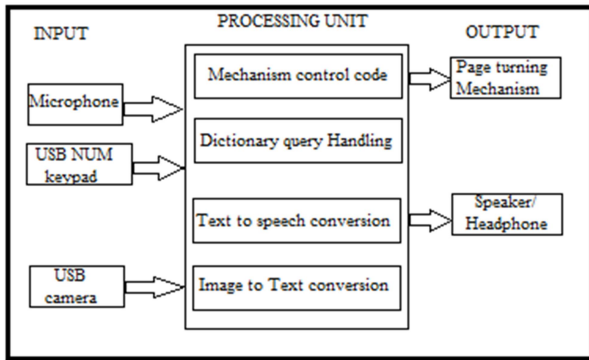 INPUT
PROCESSING UNIT
OUTPUT
Microphone
USB NUM
keypad
USB
camera
Mechanism control code
Dictionary query Handling
Text to speech conversion
Image to Text conversion
Page turning
Mechanism
Speaker/
Headphone